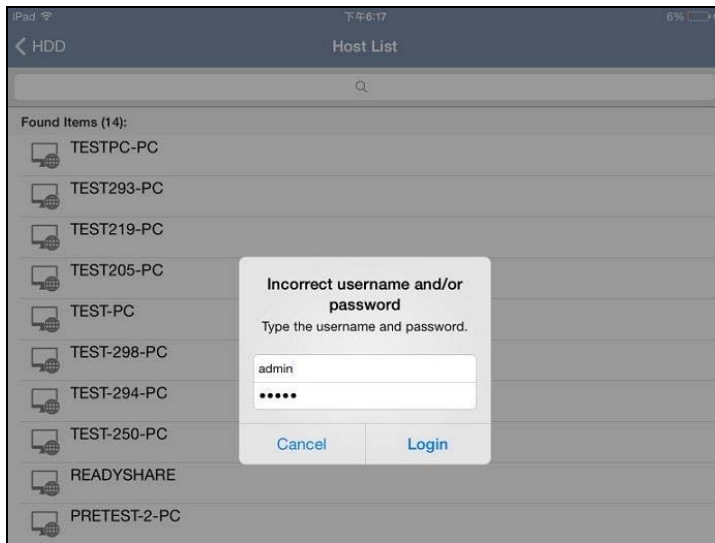 iPad 下午6:17 6%
HDD Host List
Found Items (14):
TESTPC-PC
TEST293-PC
TEST219-PC
TEST205-PC
TEST-PC
TEST-298-PC
TEST-294-PC
TEST-250-PC
READYSHARE
PRETEST-2-PC
Incorrect username and/or
password
Type the username and password.
admin
•••••
Cancel Login